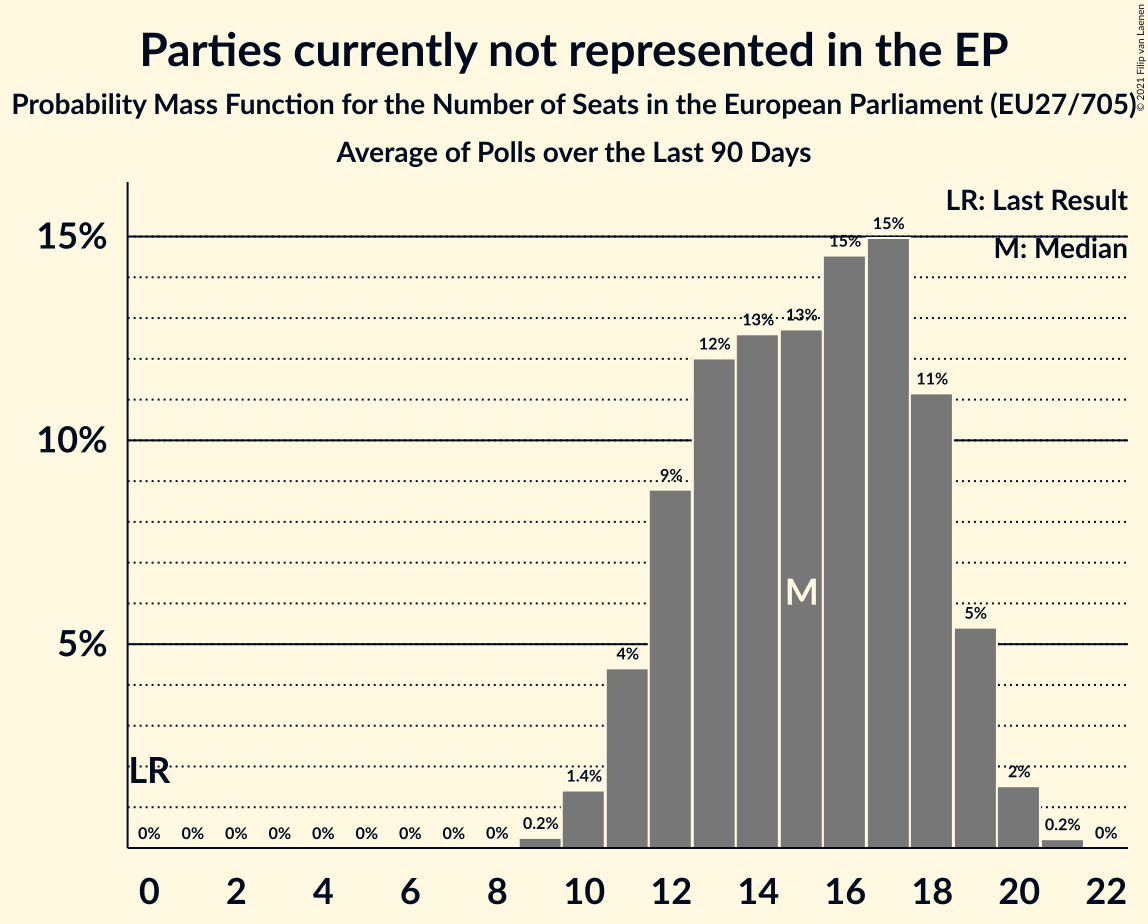 Parties currently not represented in the EP
Probability Mass Function for the Number of Seats in the European Parliament (EU27/705)
Average of Polls over the Last 90 Days
© 2021 Filip van Laenen
LR: Last Result
M: Median
15%
10%
5%
LR
M
0% 0% 0% 0% 0% 0% 0% 0% 0% 0.2% 1.4% 4% 9% 12% 13% 13% 15% 15% 11% 5% 2% 0.2% 0%
0 2 4 6 8 10 12 14 16 18 20 22